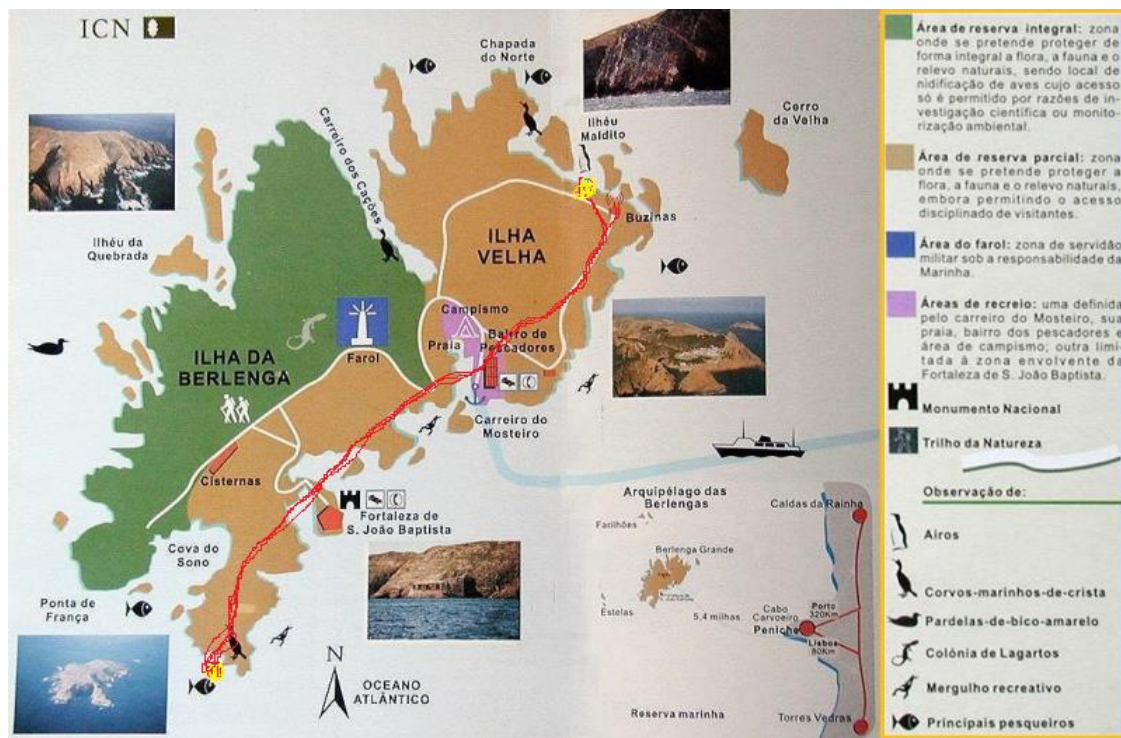 ICN
Chapada
do Norte
Ilhéu
Maldito
Cerro
da Velha
Carreiro dos Cações
Buzinas
ILHA
VELHA
Ilhéu da
Quebrada
Campismo
Praia
Bairro de
Pescadores
Farol
ILHA DA
BERLENGA
Carreiro do
Mosteiro
Cisternas
Fortaleza de
S. João Baptista
Cova do
Sono
Ponta de
França
N
OCEANO
ATLÂNTICO
Arquipélago das
Berlengas
Farilhões
Berlenga Grande
Estelas
5,4 milhas
Cabo
Carvoeiro
Peniche
Caldas da Rainha
Porto
320Km
Lisboa
80Km
Torres Vedras
Reserva marinha
Área de reserva integral: zona
onde se pretende proteger de
forma integral a flora, a fauna e o
relevo naturais, sendo local de
nidificação de aves cujo acesso
só é permitido por razões de in-
vestigação científica ou monito-
rização ambiental.
Área de reserva parcial: zona
onde se pretende proteger a
flora, a fauna e o relevo naturais,
embora permitindo o acesso
disciplinado de visitantes.
Área do farol: zona de servidão
militar sob a responsabilidade da
Marinha.
Áreas de recreio: uma definida
pelo carreiro do Mosteiro, sua
praia, bairro dos pescadores e
área de campismo; outra limi-
tada à zona envolvente da
Fortaleza de S. João Baptista.
Monumento Nacional
Trilho da Natureza
Observação de:
Airos
Corvos-marinhos-de-crista
Pardelas-de-bico-amarelo
Colónia de Lagartos
Mergulho recreativo
Principais pesqueiros